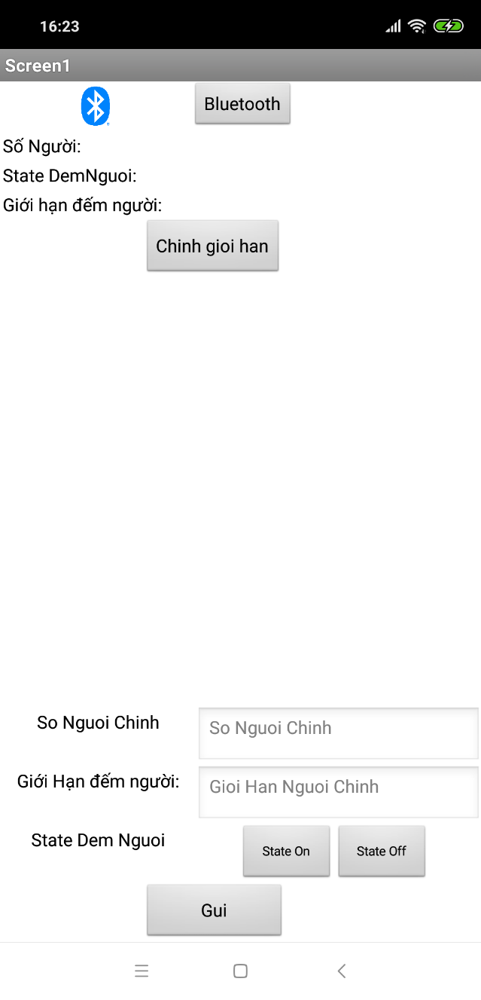 16:23
Screen1
Bluetooth
Số Người:
State DemNguoi:
Giới hạn đếm người:
Chinh gioi han
So Nguoi Chinh
So Nguoi Chinh
Giới Hạn đếm người:
Gioi Han Nguoi Chinh
State Dem Nguoi
State On
State Off
Gui